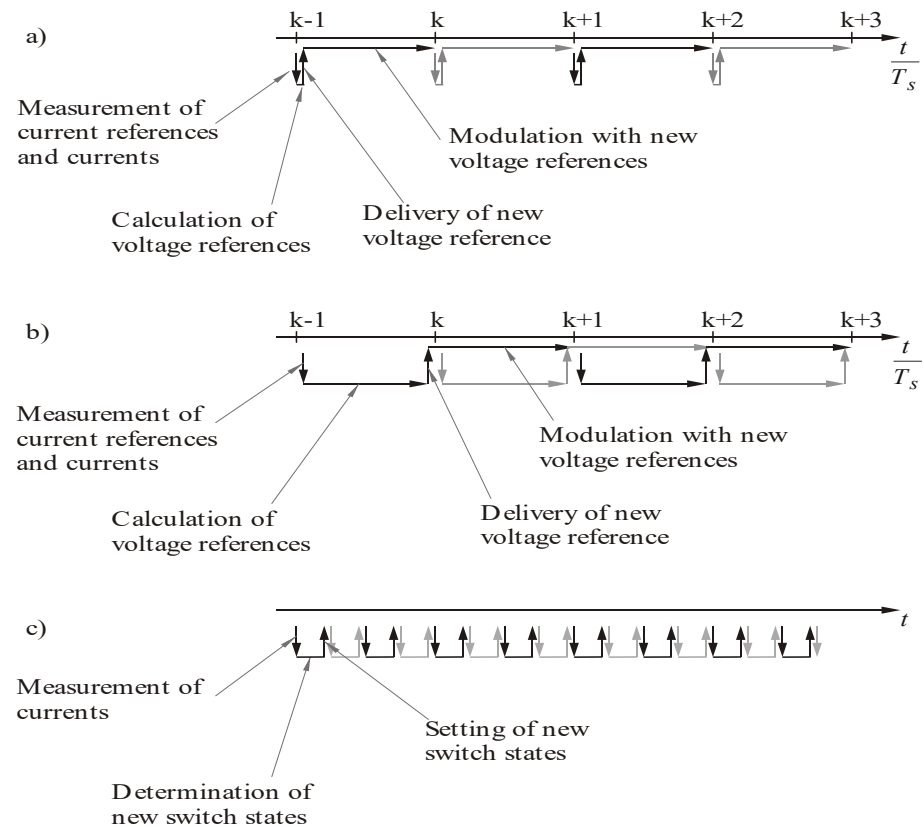 a)
k-1
k
k+1
k+2
k+3
t
T_s
Measurement of
current references
and currents
Modulation with new
voltage references
Calculation of
voltage references
Delivery of new
voltage reference
b)
k-1
k
k+1
k+2
k+3
t
T_s
Measurement of
current references
and currents
Modulation with new
voltage references
Calculation of
voltage references
Delivery of new
voltage reference
c)
t
Measurement of
currents
Setting of new
switch states
Determination of
new switch states